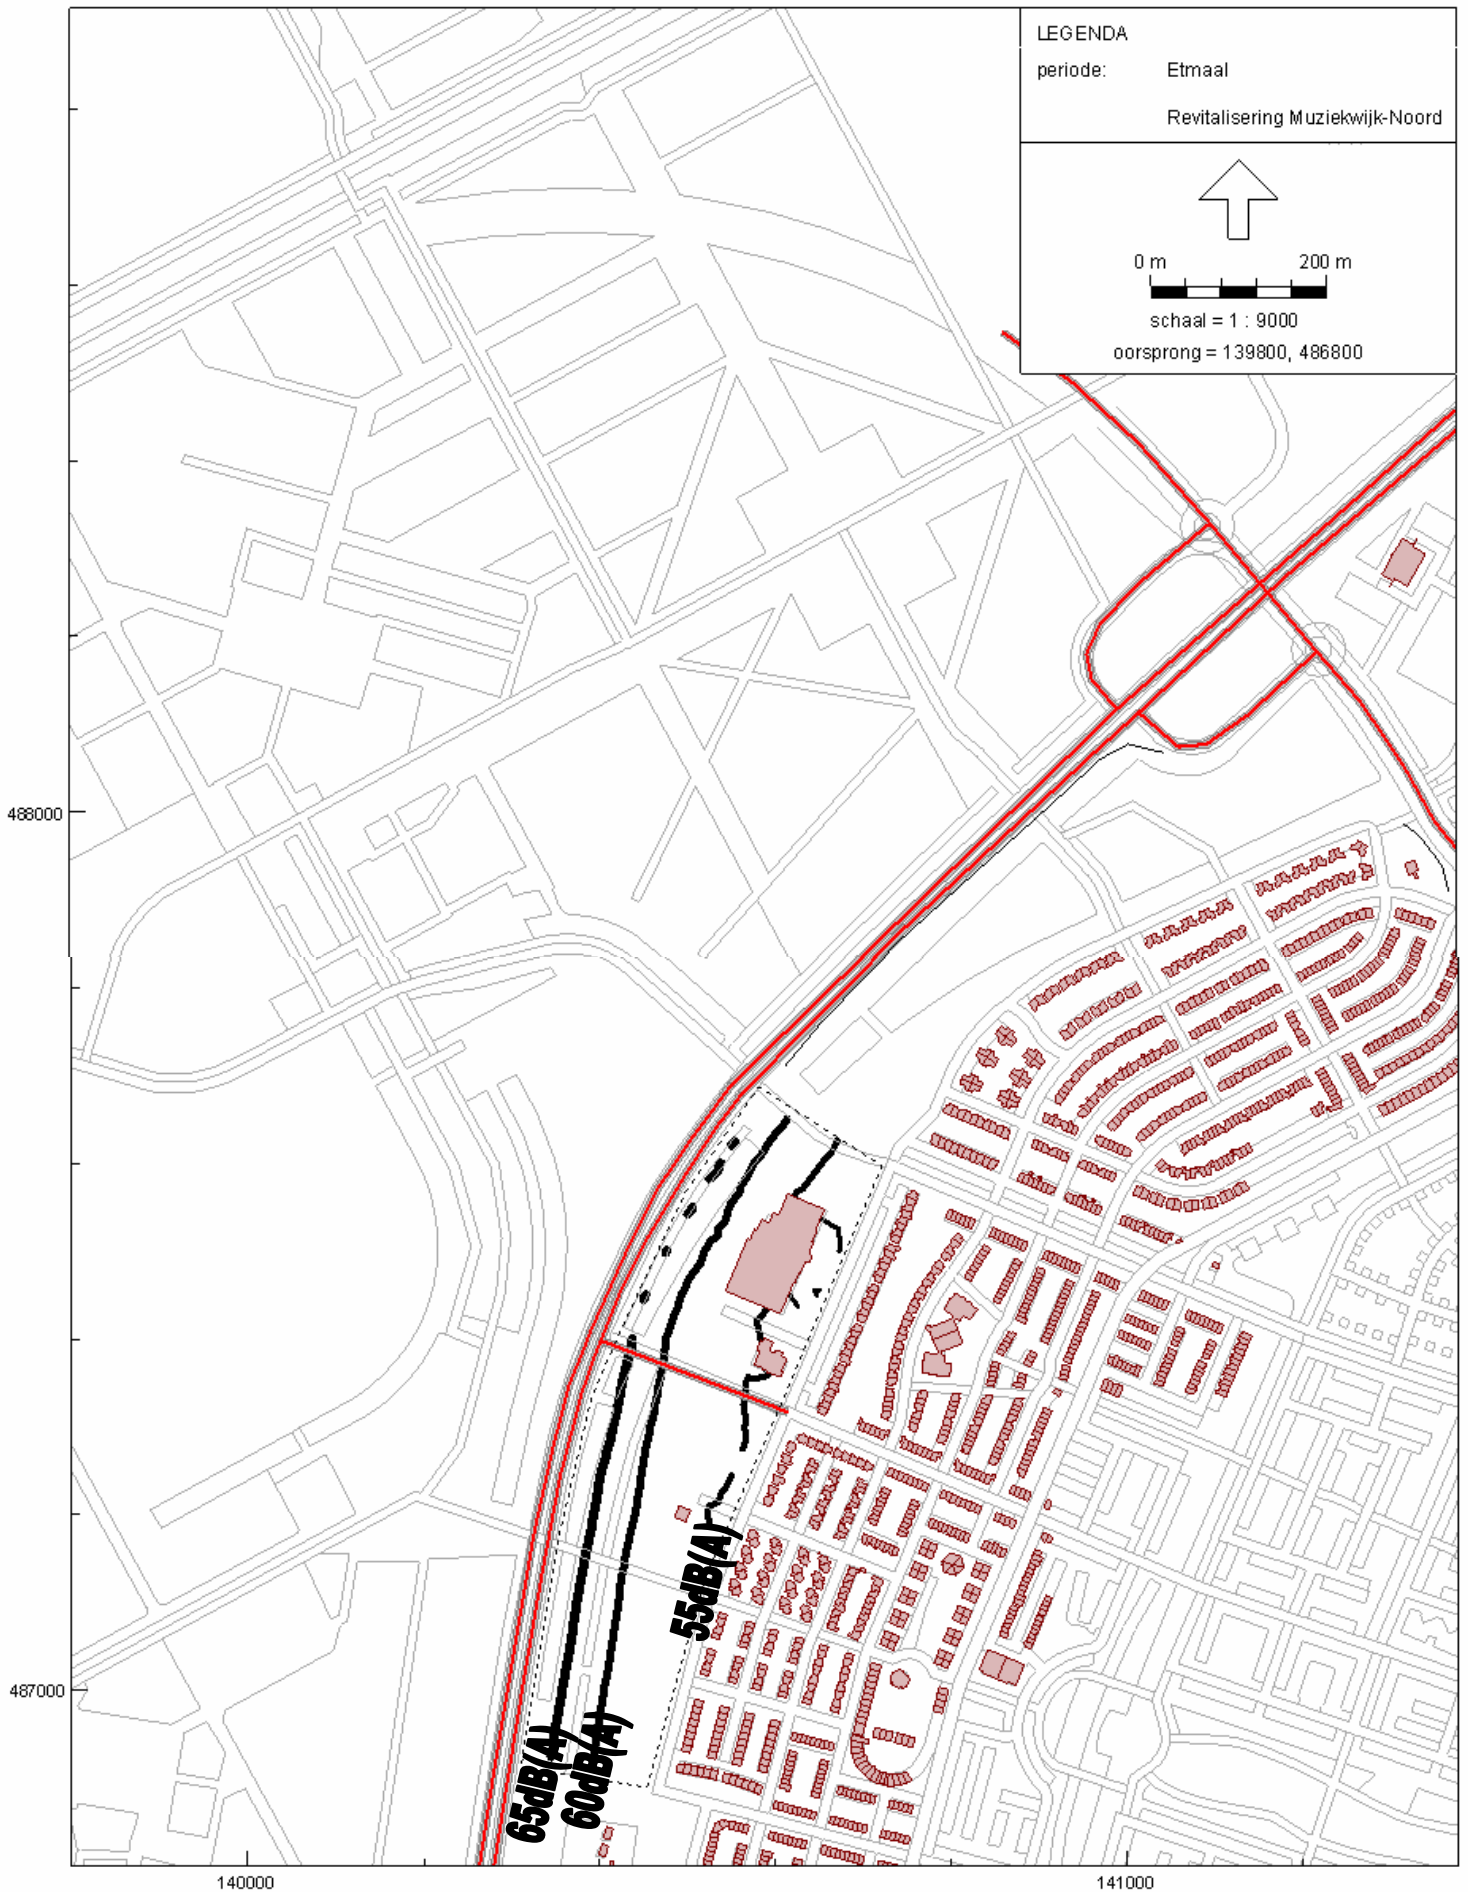 LEGENDA
periode: Etmaal
Revitalisering Muziekwijk-Noord
0 m 200 m
schaal = 1 : 9000
oorsprong = 139800, 486800
488000
55dB(A)
487000
65dB(A)
60dB(A)
140000 141000